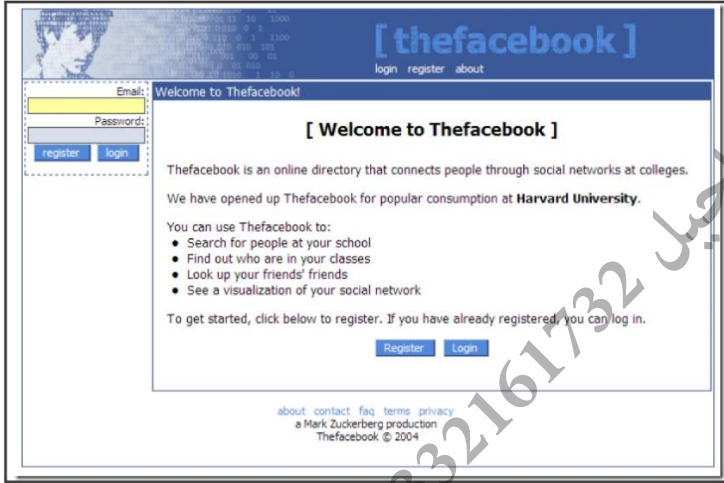 [thefacebook]
login register about
Email:
Password:
register login
Welcome to Thefacebook!
[ Welcome to Thefacebook ]
Thefacebook is an online directory that connects people through social networks at colleges.
We have opened up Thefacebook for popular consumption at Harvard University.
You can use Thefacebook to:
• Search for people at your school
• Find out who are in your classes
• Look up your friends' friends
• See a visualization of your social network
To get started, click below to register. If you have already registered, you can log in.
Register Login
about contact faq terms privacy
a Mark Zuckerberg production
Thefacebook © 2004